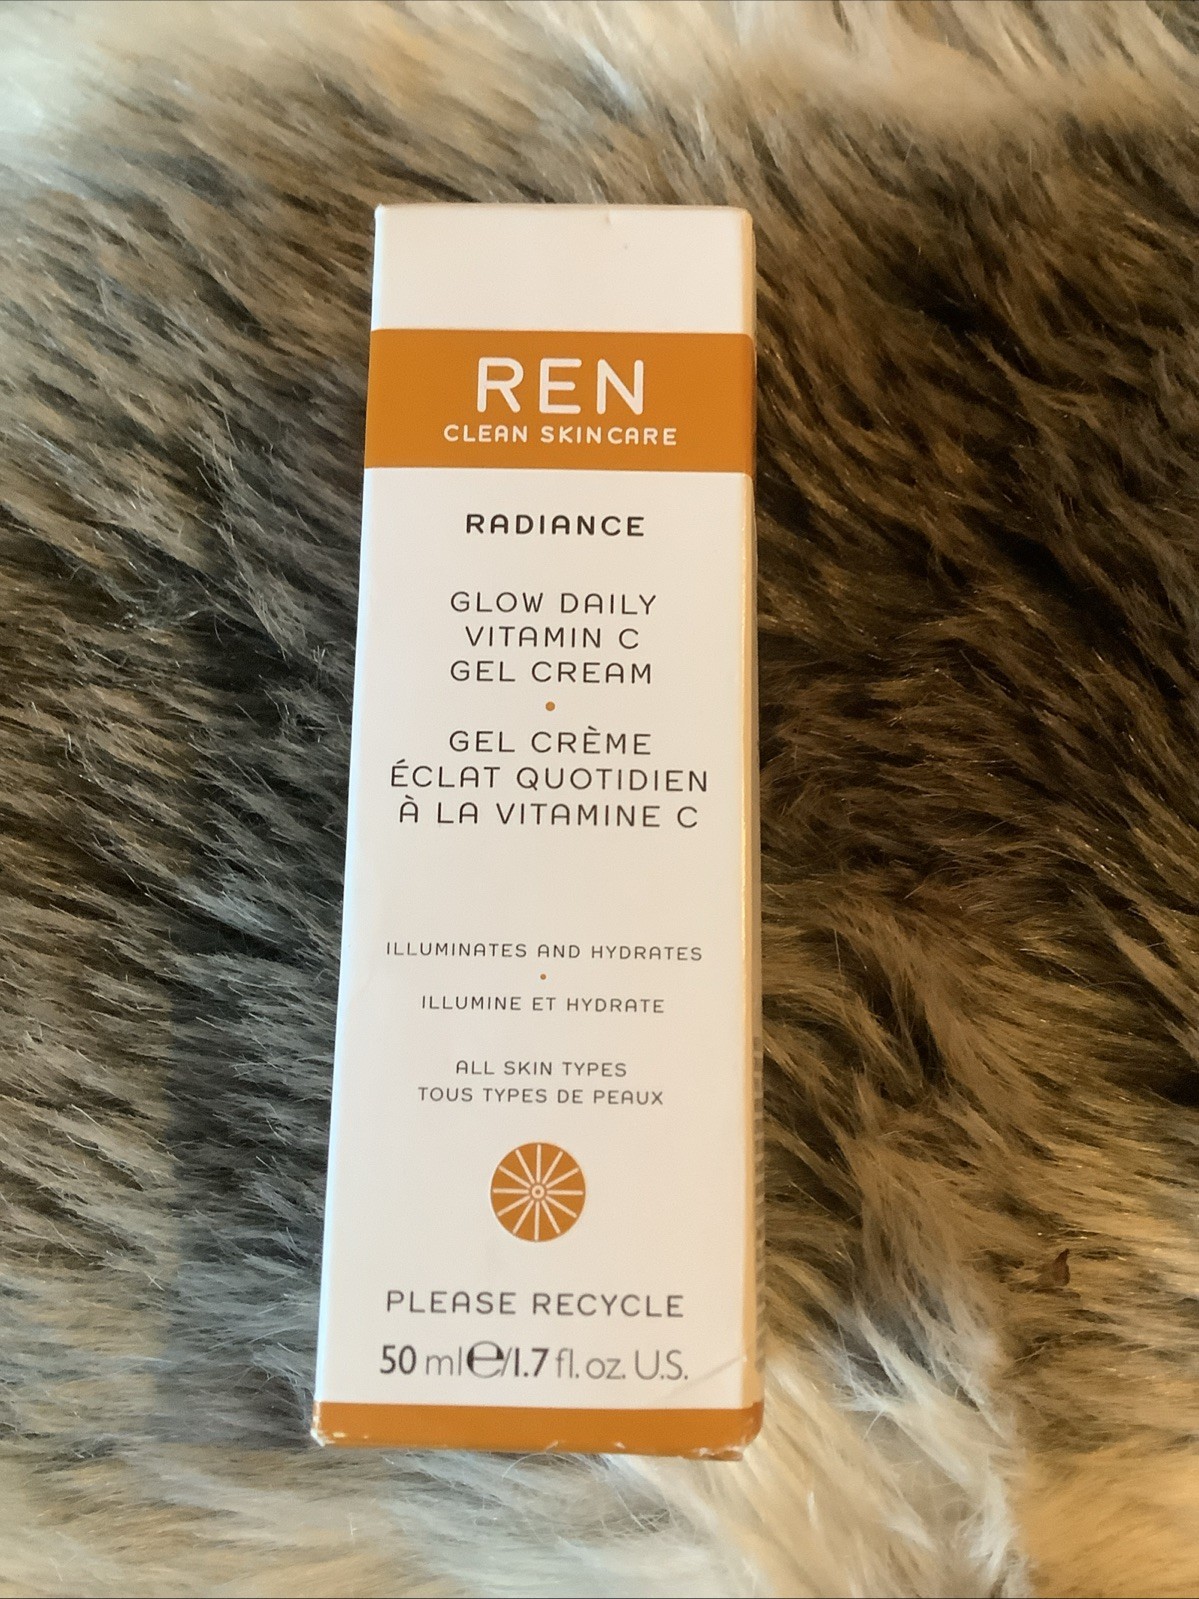 REN
CLEAN SKINCARE
RADIANCE
GLOW DAILY
VITAMIN C
GEL CREAM
GEL CRÈME
ÉCLAT QUOTIDIEN
À LA VITAMINE C
ILLUMINATES AND HYDRATES
ILLUMINE ET HYDRATE
ALL SKIN TYPES
TOUS TYPES DE PEAUX
PLEASE RECYCLE
50 ml℮/1.7 fl. oz. U.S.